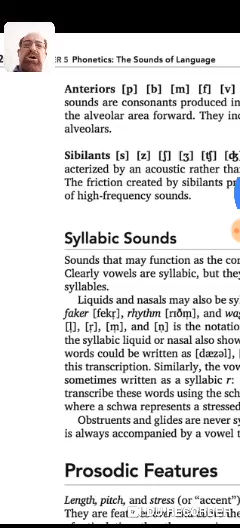 ER 5 Phonetics: The Sounds of Language
Anteriors [p] [b] [m] [f] [v]
sounds are consonants produced in
the alveolar area forward. They inc
alveolars.
Sibilants [s] [z] [ʃ] [ʒ] [ʧ] [ʤ]
acterized by an acoustic rather tha
The friction created by sibilants pr
of high-frequency sounds.
Syllabic Sounds
Sounds that may function as the cor
Clearly vowels are syllabic, but the
syllables.
Liquids and nasals may also be sy
faker [fekr̩], rhythm [rɪðm̩], and wag
[l̩], [r̩], [m̩], and [n̩] is the notatio
the syllabic liquid or nasal also show
words could be written as [dæzəl],
this transcription. Similarly, the vow
sometimes written as a syllabic r:
transcribe these words using the sch
where a schwa represents a stressed
Obstruents and glides are never sy
is always accompanied by a vowel t
Prosodic Features
Length, pitch, and stress (or “accent”)
They are